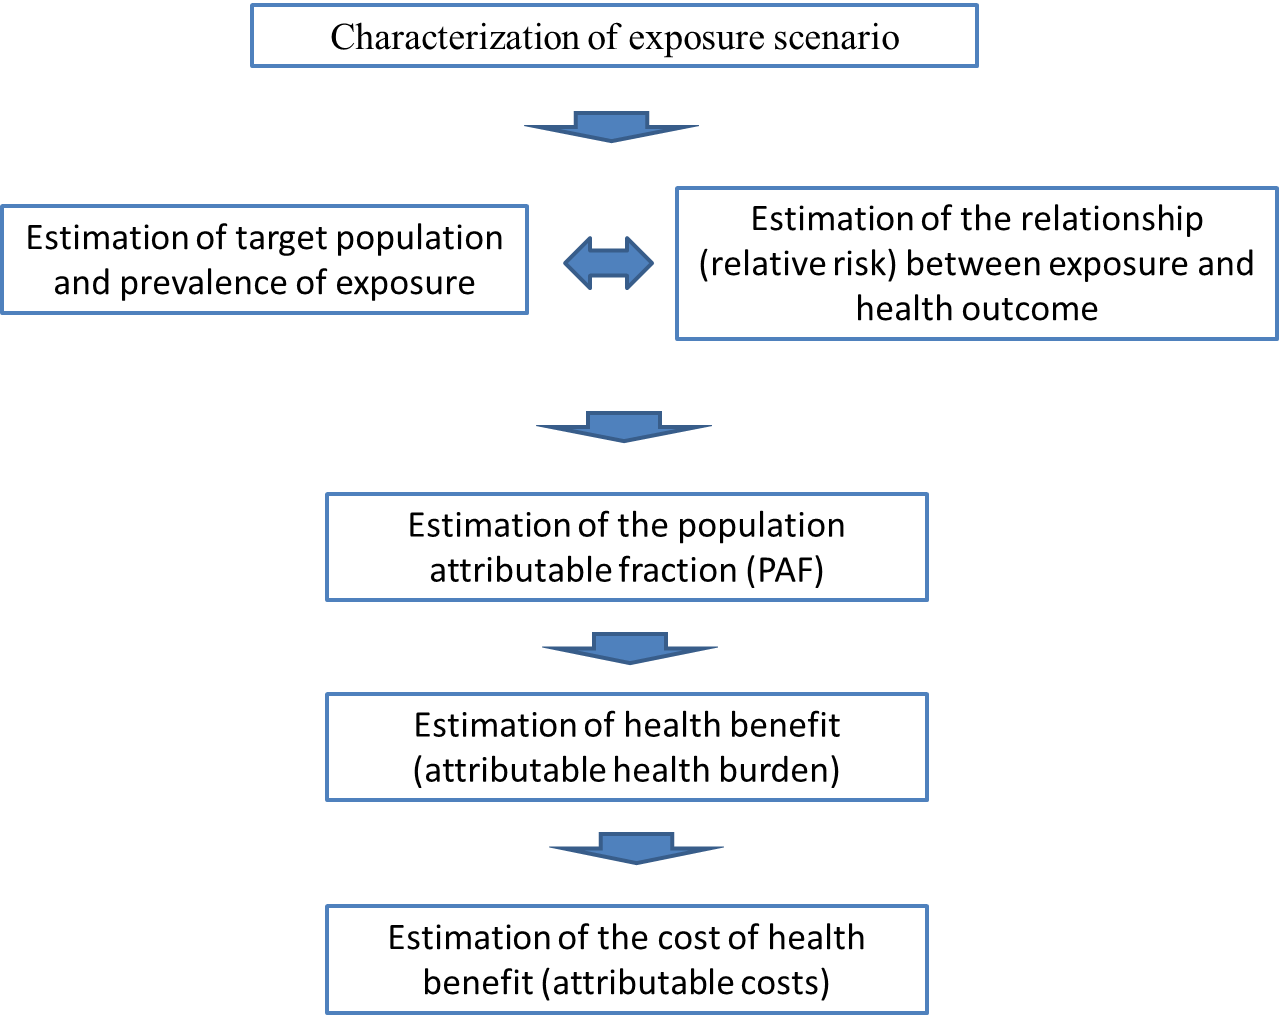 Characterization of exposure scenario
Estimation of target population
and prevalence of exposure
Estimation of the relationship
(relative risk) between exposure and
health outcome
Estimation of the population
attributable fraction (PAF)
Estimation of health benefit
(attributable health burden)
Estimation of the cost of health
benefit (attributable costs)